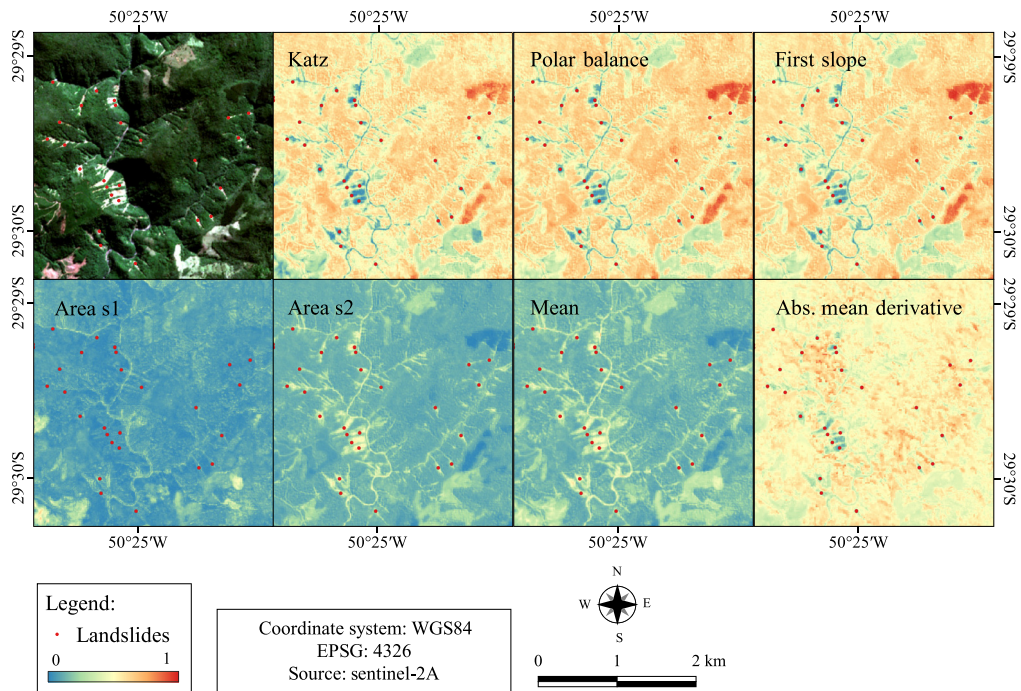 50°25′W 50°25′W 50°25′W 50°25′W
29°29′S 29°29′S
Katz Polar balance First slope
29°30′S 29°30′S
Area s1 Area s2 Mean Abs. mean derivative
29°29′S 29°29′S
29°30′S 29°30′S
50°25′W 50°25′W 50°25′W 50°25′W
Legend:
Landslides
0 1
Coordinate system: WGS84
EPSG: 4326
Source: sentinel-2A
N
W E
S
0 1 2 km